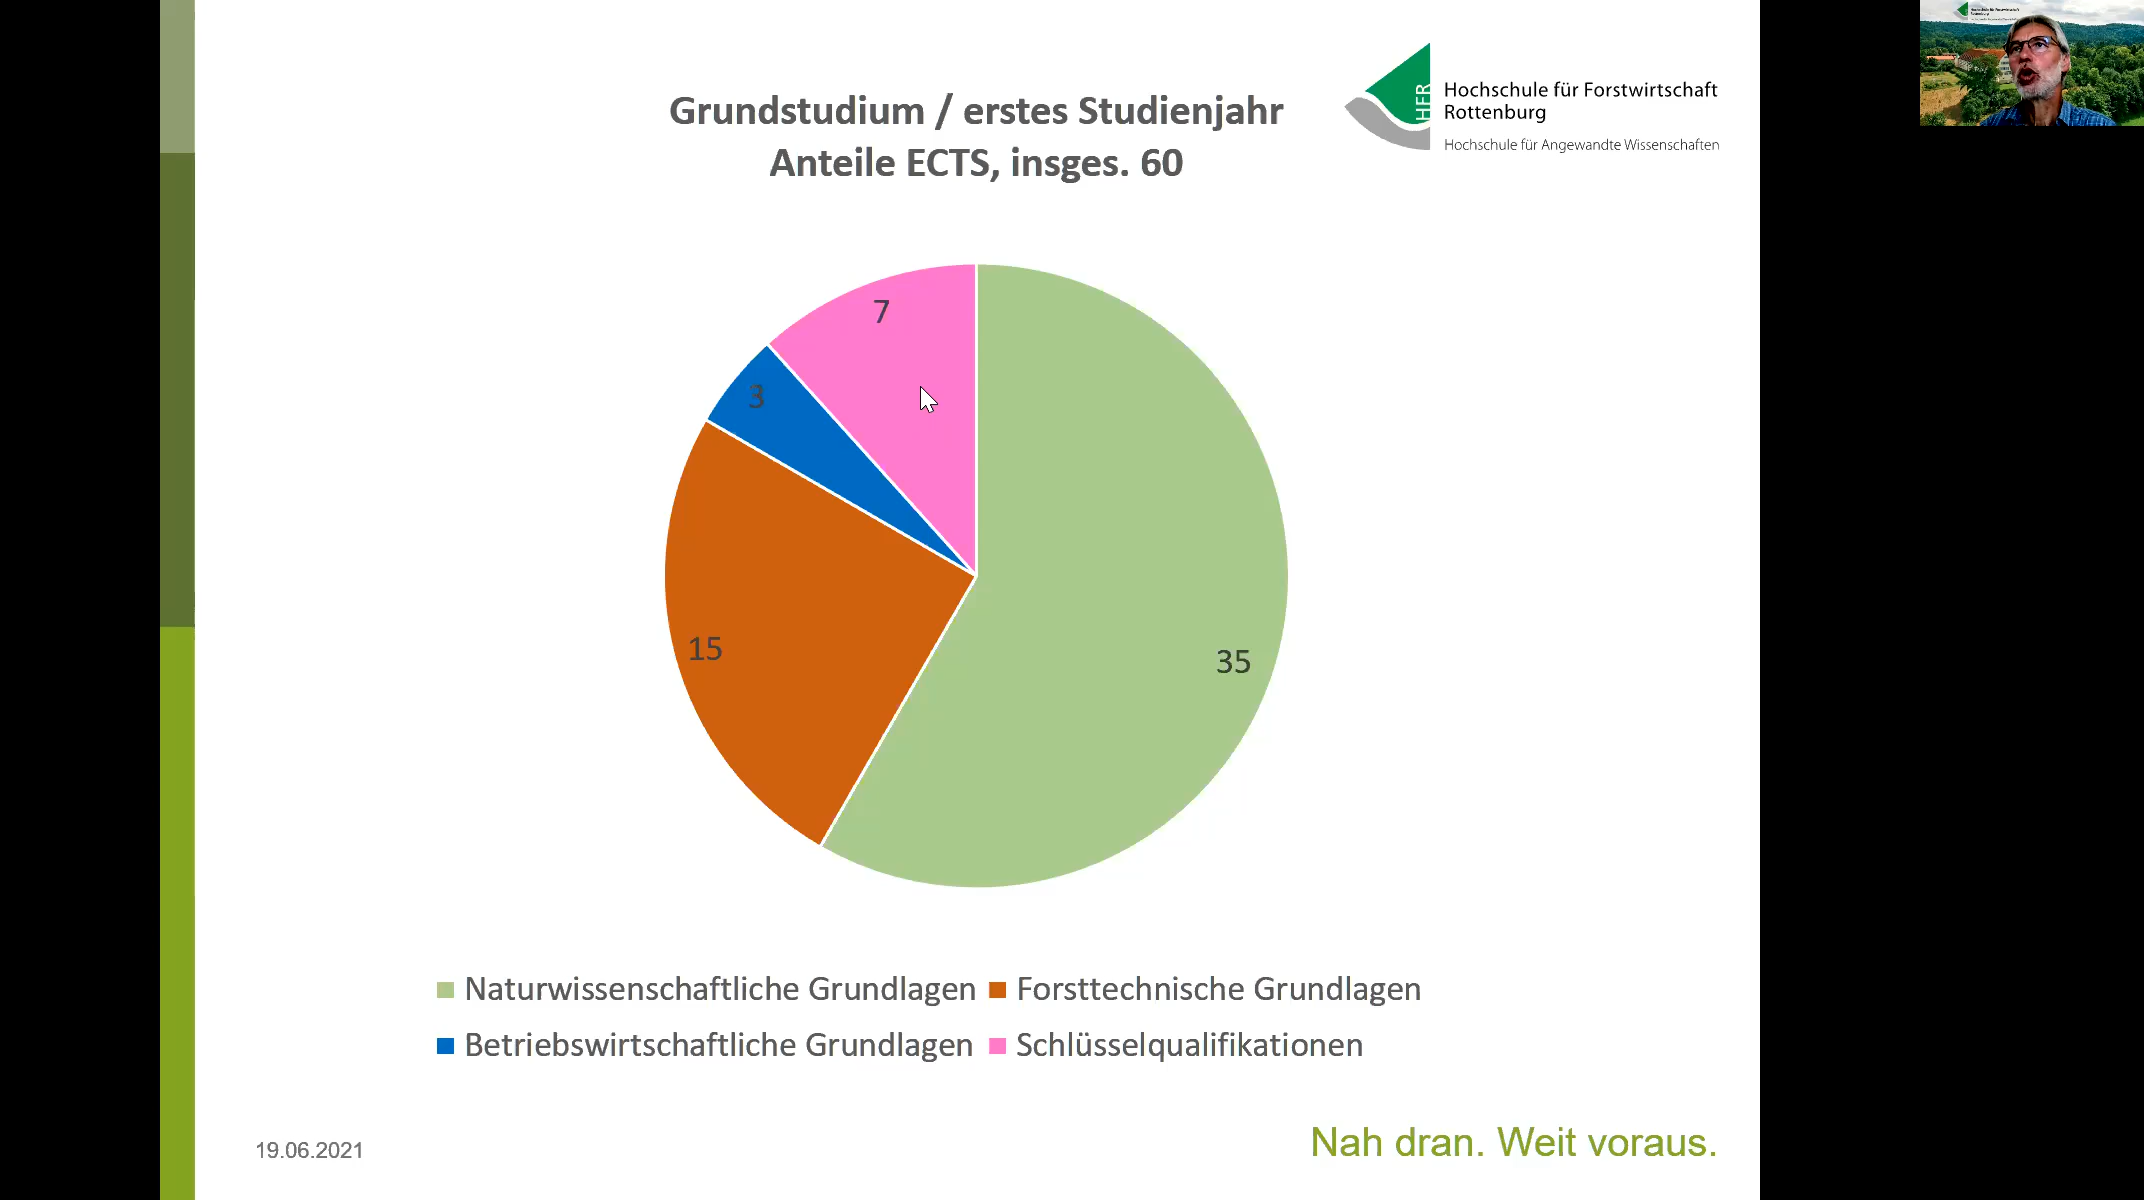 Grundstudium / erstes Studienjahr
Anteile ECTS, insges. 60
HFR
Hochschule für Forstwirtschaft
Rottenburg
Hochschule für Angewandte Wissenschaften
7
3
15
35
Naturwissenschaftliche Grundlagen
Forsttechnische Grundlagen
Betriebswirtschaftliche Grundlagen
Schlüsselqualifikationen
19.06.2021
Nah dran. Weit voraus.